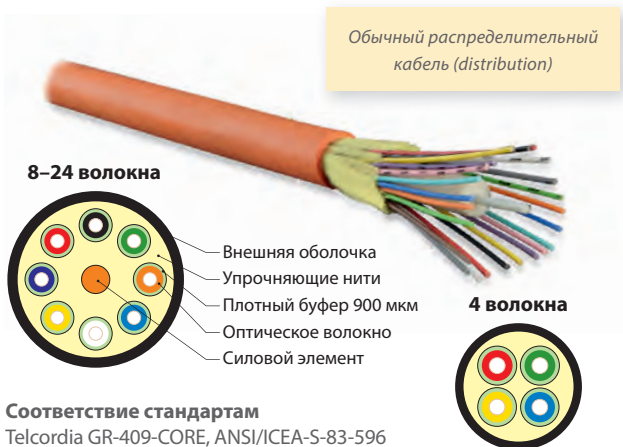 Обычный распределительный
кабель (distribution)
8–24 волокна
Внешняя оболочка
Упрочняющие нити
Плотный буфер 900 мкм
Оптическое волокно
Силовой элемент
4 волокна
Соответствие стандартам
Telcordia GR-409-CORE, ANSI/ICEA-S-83-596